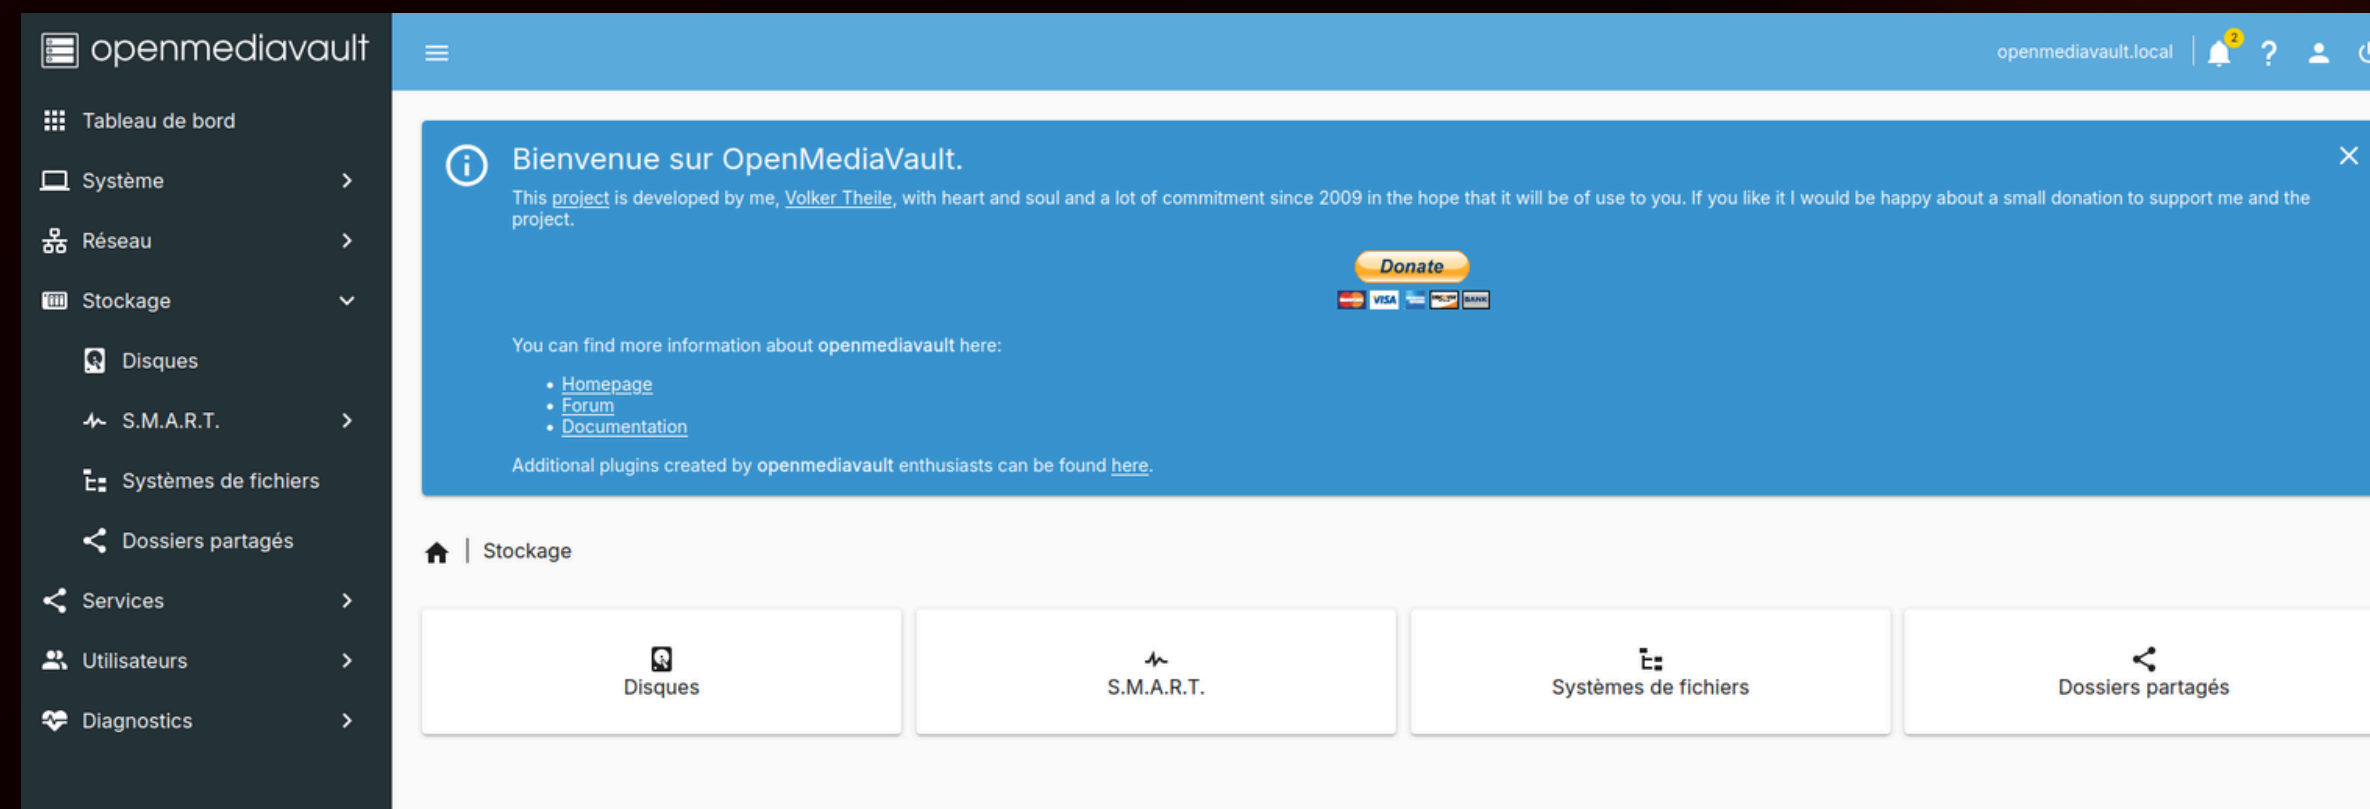 openmediavault
openmediavault.local
2
?
Tableau de bord
Système
Réseau
Stockage
Disques
S.M.A.R.T.
Systèmes de fichiers
Dossiers partagés
Services
Utilisateurs
Diagnostics
Bienvenue sur OpenMediaVault.
This project is developed by me, Volker Theile, with heart and soul and a lot of commitment since 2009 in the hope that it will be of use to you. If you like it I would be happy about a small donation to support me and the
project.
Donate
VISA
BANK
You can find more information about openmediavault here:
• Homepage
• Forum
• Documentation
Additional plugins created by openmediavault enthusiasts can be found here.
| Stockage
Disques
S.M.A.R.T.
Systèmes de fichiers
Dossiers partagés